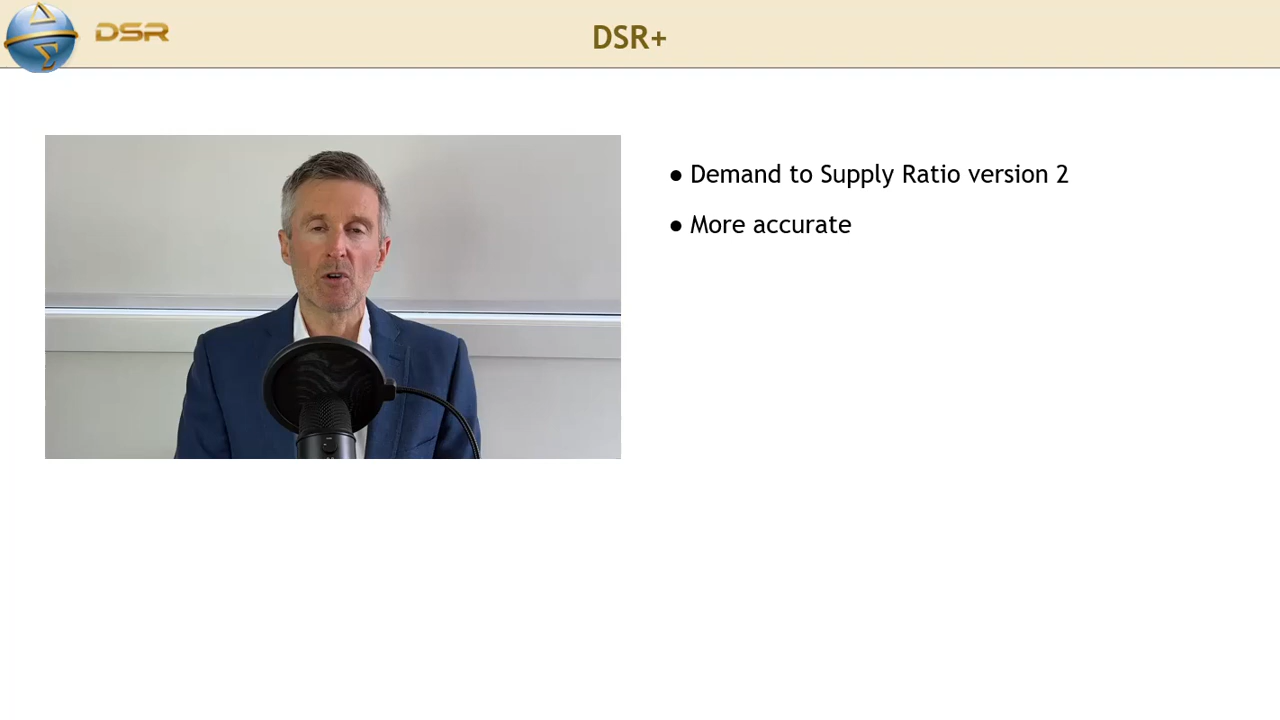 DSR
DSR+
● Demand to Supply Ratio version 2
● More accurate